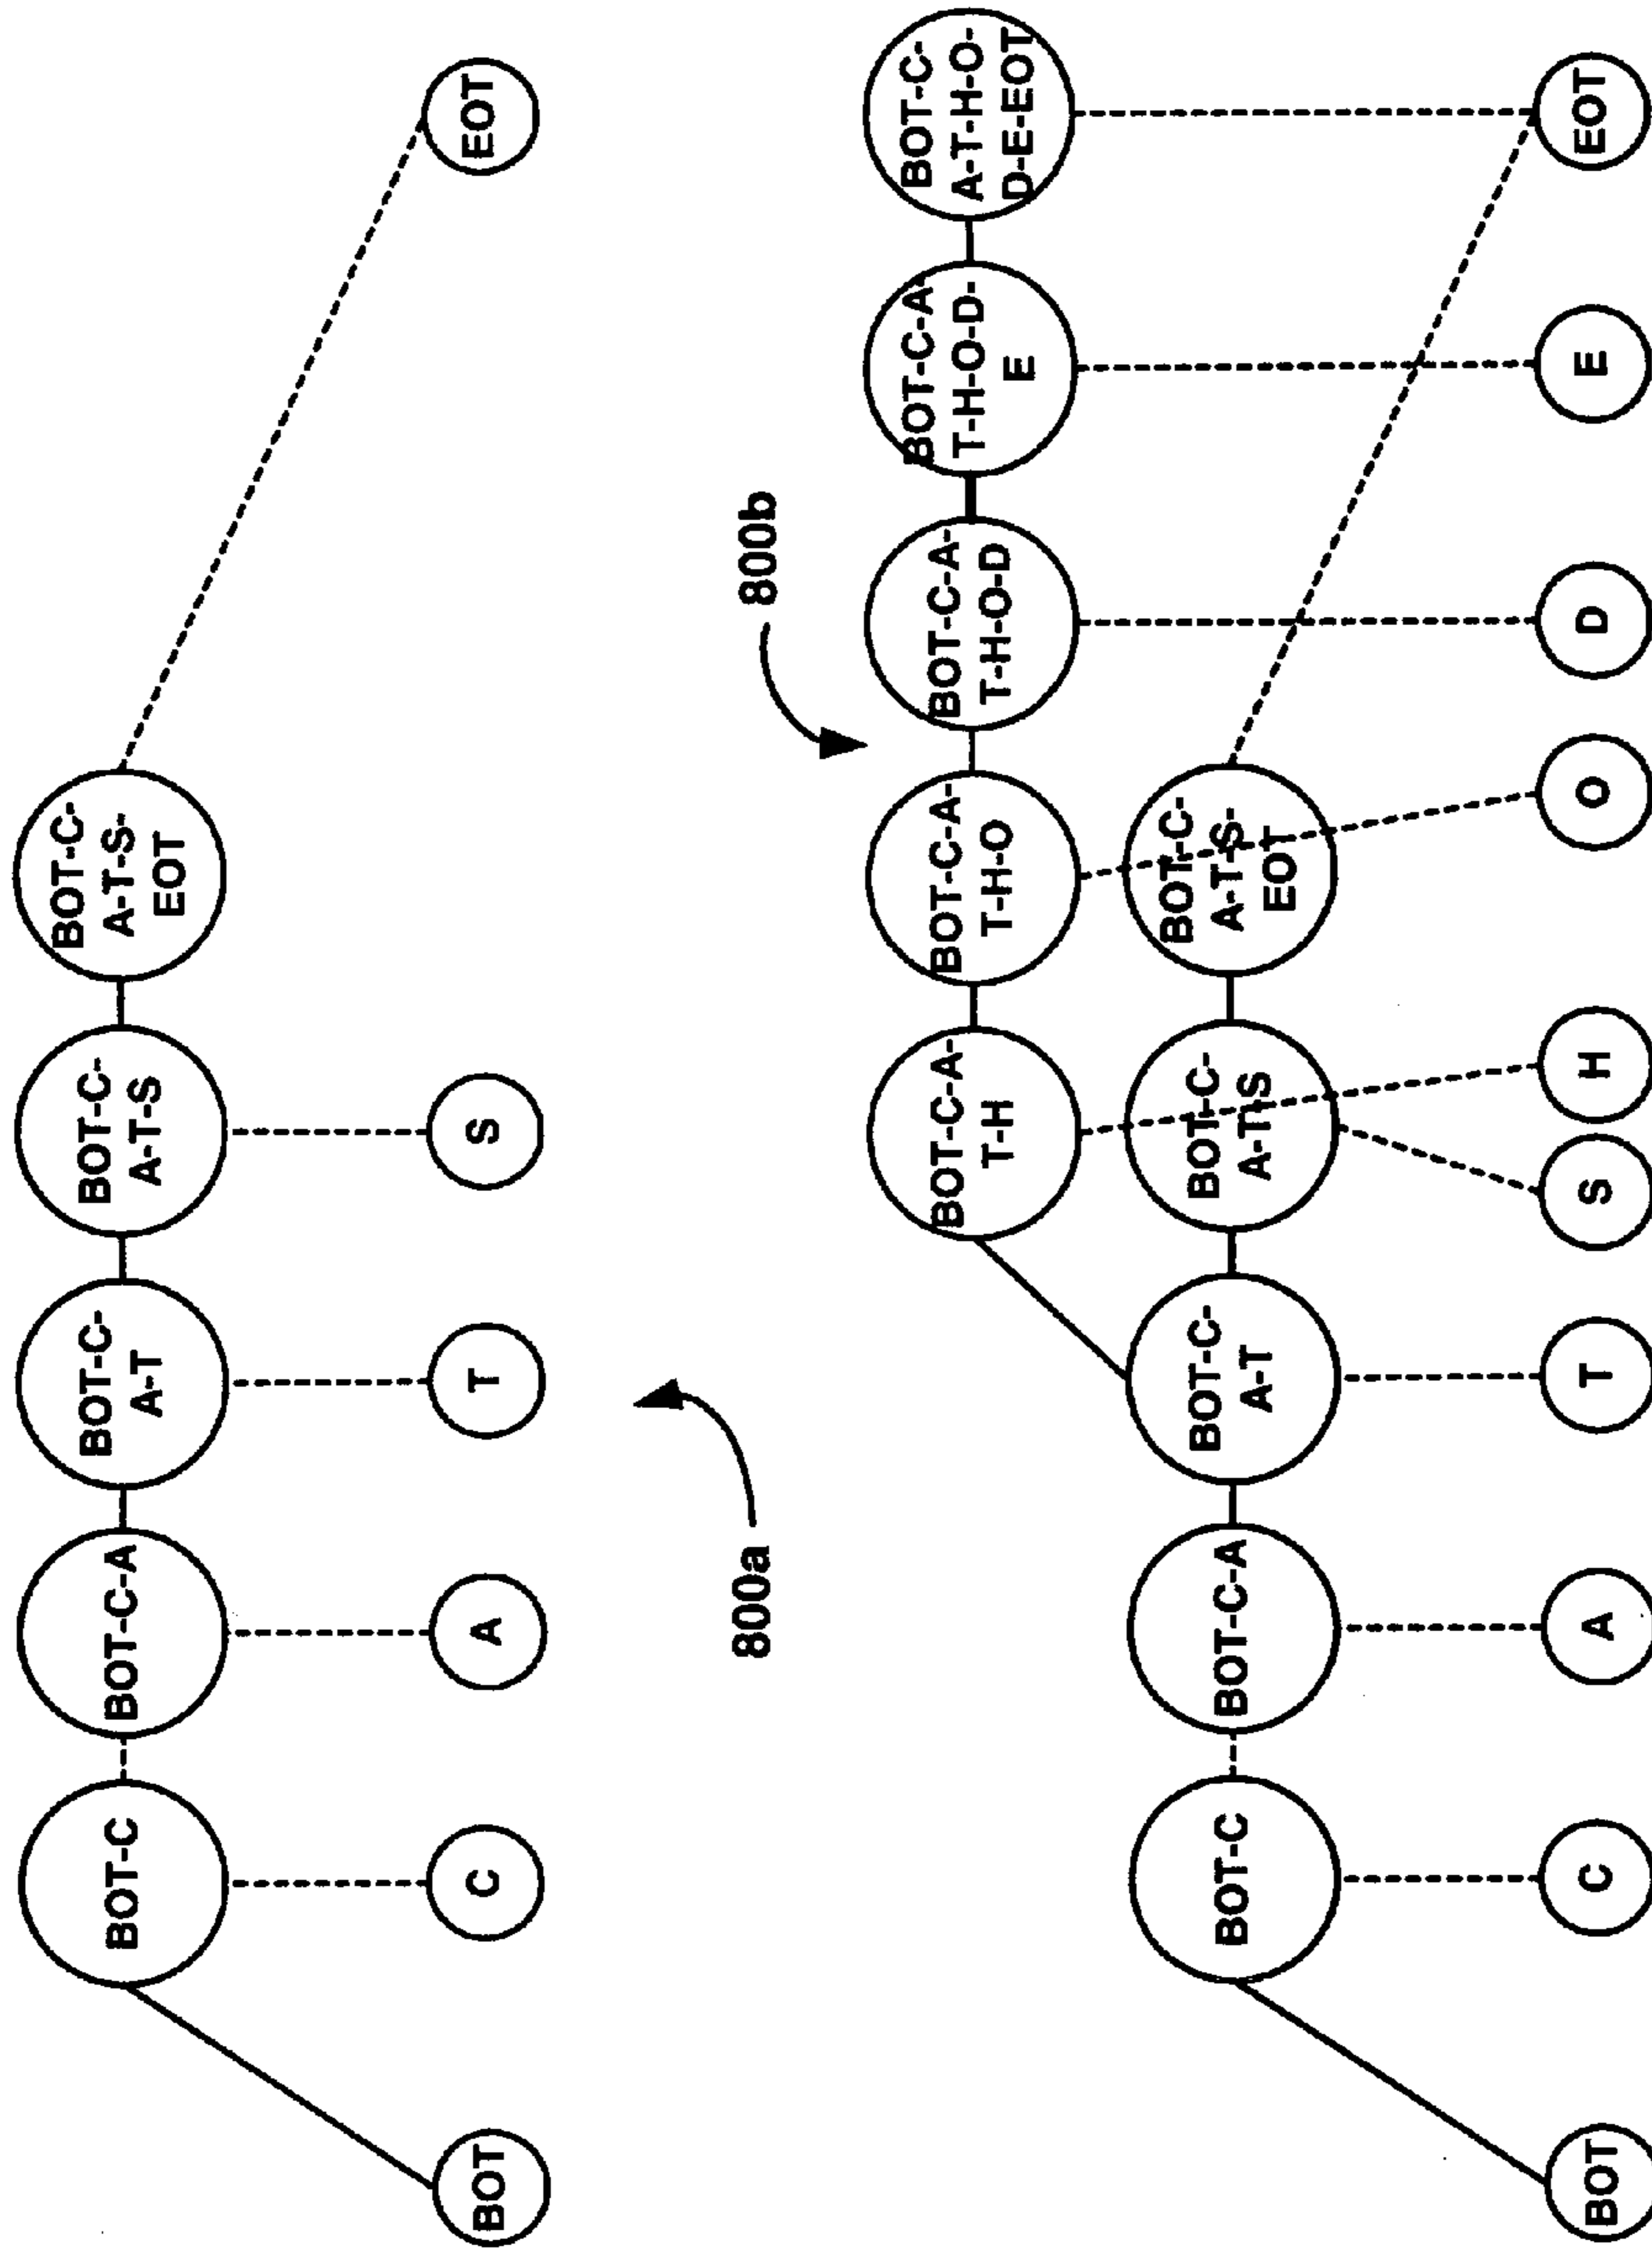 BOT-C
BOT-C-A
BOT-C-
A-T
BOT-C-
A-T-S
BOT-C-
A-T-S-
EOT
BOT
C
A
T
S
EOT
800a
800b
BOT-C-A-
T-H
BOT-C-A-
T-H-O
BOT-C-A-
T-H-O-D
BOT-C-A-
T-H-O-D-
E
BOT-C-
A-T-H-O-
D-E-EOT
BOT-C
BOT-C-A
BOT-C-
A-T
BOT-C-
A-T-S
BOT-C-
A-T-S-
EOT
BOT
C
A
T
S
H
O
D
E
EOT